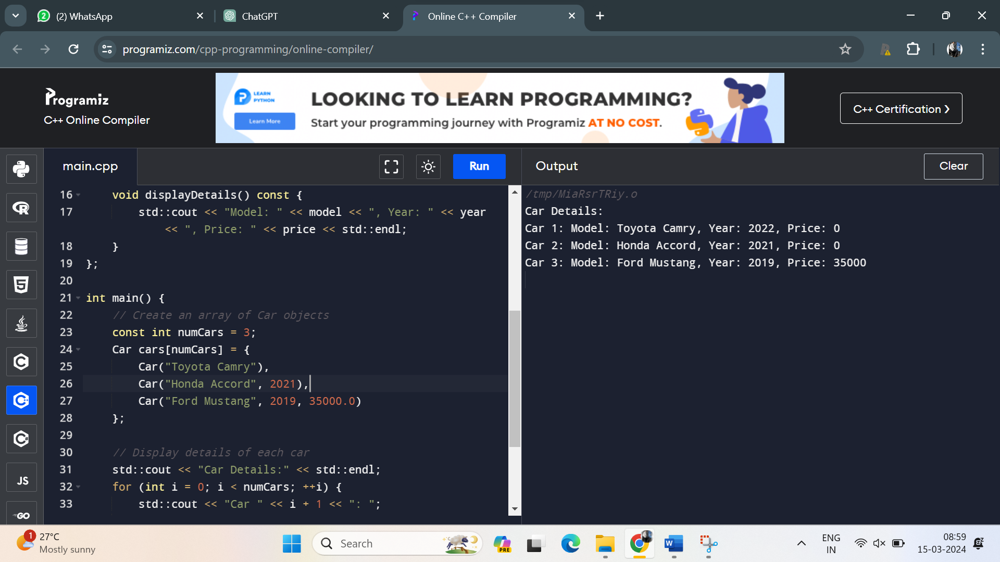 (2) WhatsApp
ChatGPT
Online C++ Compiler
programiz.com/cpp-programming/online-compiler/
Programiz
C++ Online Compiler
LEARN
PYTHON
Learn More
LOOKING TO LEARN PROGRAMMING?
Start your programming journey with Programiz AT NO COST.
C++ Certification ❯
main.cpp
Run
Output
Clear
16 void displayDetails() const {
17 std::cout << "Model: " << model << ", Year: " << year
<< ", Price: " << price << std::endl;
18 }
19 };
20
21 int main() {
22 // Create an array of Car objects
23 const int numCars = 3;
24 Car cars[numCars] = {
25 Car("Toyota Camry"),
26 Car("Honda Accord", 2021),
27 Car("Ford Mustang", 2019, 35000.0)
28 };
29
30 // Display details of each car
31 std::cout << "Car Details:" << std::endl;
32 for (int i = 0; i < numCars; ++i) {
33 std::cout << "Car " << i + 1 << ": ";
/tmp/MiaRsrTRiy.o
Car Details:
Car 1: Model: Toyota Camry, Year: 2022, Price: 0
Car 2: Model: Honda Accord, Year: 2021, Price: 0
Car 3: Model: Ford Mustang, Year: 2019, Price: 35000
JS
GO
1
27°C
Mostly sunny
Search
PRE
W
ENG
IN
08:59
15-03-2024